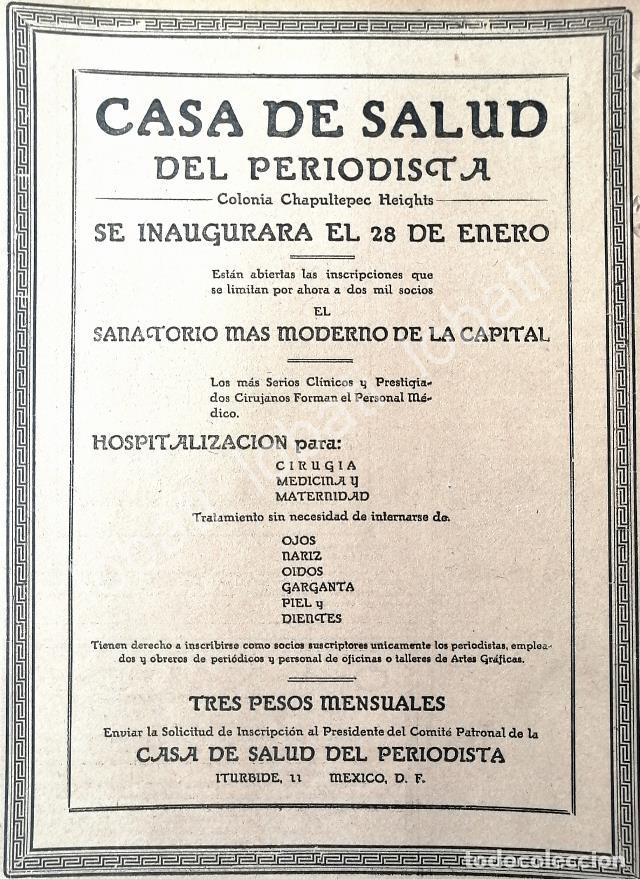 CASA DE SALUD
DEL PERIODISTA
Colonia Chapultepec Heights
SE INAUGURARA EL 28 DE ENERO
Están abiertas las inscripciones que
se limitan por ahora a dos mil socios
EL
SANATORIO MAS MODERNO DE LA CAPITAL
Los más Serios Clínicos y Prestigia-
dos Cirujanos Forman el Personal Mé-
dico.
HOSPITALIZACION para:
CIRUGIA
MEDICINA y
MATERNIDAD
Tratamiento sin necesidad de internarse de:
OJOS
NARIZ
OIDOS
GARGANTA
PIEL y
DIENTES
Tienen derecho a inscribirse como socios suscriptores unicamente los periodistas, emplea-
dos y obreros de periódicos y personal de oficinas o talleres de Artes Gráficas.
TRES PESOS MENSUALES
Enviar la Solicitud de Inscripción al Presidente del Comité Patronal de la
CASA DE SALUD DEL PERIODISTA
ITURBIDE, 11 MEXICO, D. F.
lobati lobati lobati
todocoleccion